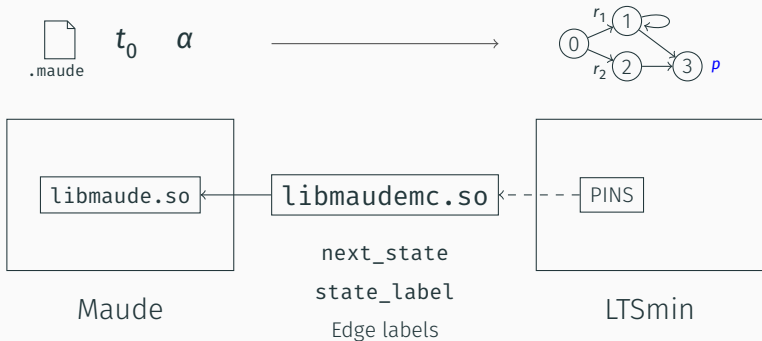 .maude
t₀ α
r₁ r₂
0 1 2 3 p
libmaude.so
libmaudemc.so
PINS
next_state
state_label
Edge labels
Maude
LTSmin